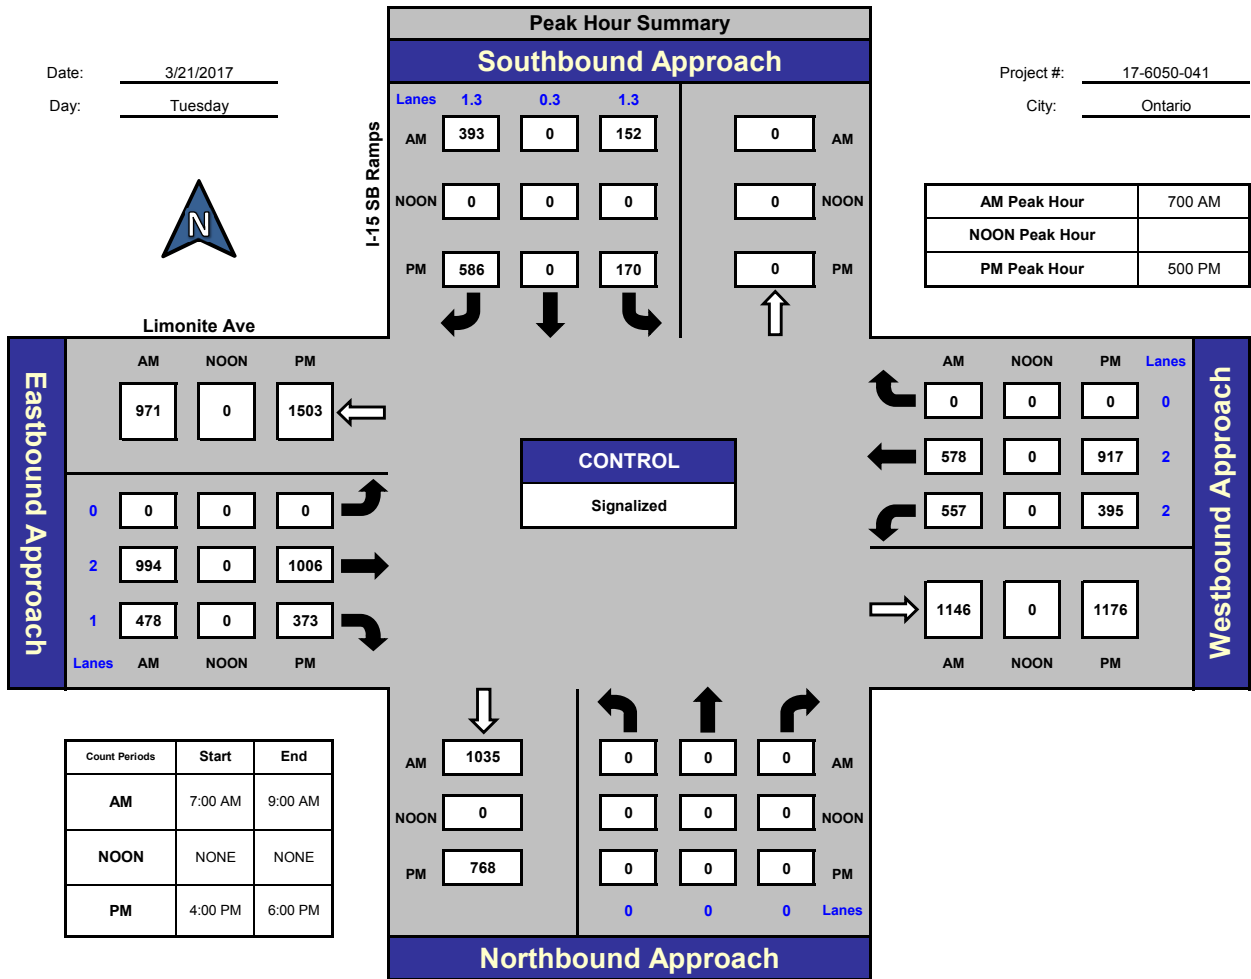 Peak Hour Summary
Southbound Approach
Date: 3/21/2017
Day: Tuesday
Project #: 17-6050-041
City: Ontario
N
I-15 SB Ramps
Lanes 1.3 0.3 1.3
AM 393 0 152 0 AM
NOON 0 0 0 0 NOON
PM 586 0 170 0 PM
AM Peak Hour 700 AM
NOON Peak Hour
PM Peak Hour 500 PM
Limonite Ave
Eastbound Approach
AM NOON PM
971 0 1503
0 0 0 0
2 994 0 1006
1 478 0 373
Lanes AM NOON PM
CONTROL
Signalized
AM NOON PM Lanes
0 0 0 0
578 0 917 2
557 0 395 2
1146 0 1176
AM NOON PM
Westbound Approach
Count Periods Start End
AM 7:00 AM 9:00 AM
NOON NONE NONE
PM 4:00 PM 6:00 PM
AM 1035 0 0 0 AM
NOON 0 0 0 0 NOON
PM 768 0 0 0 PM
0 0 0 Lanes
Northbound Approach